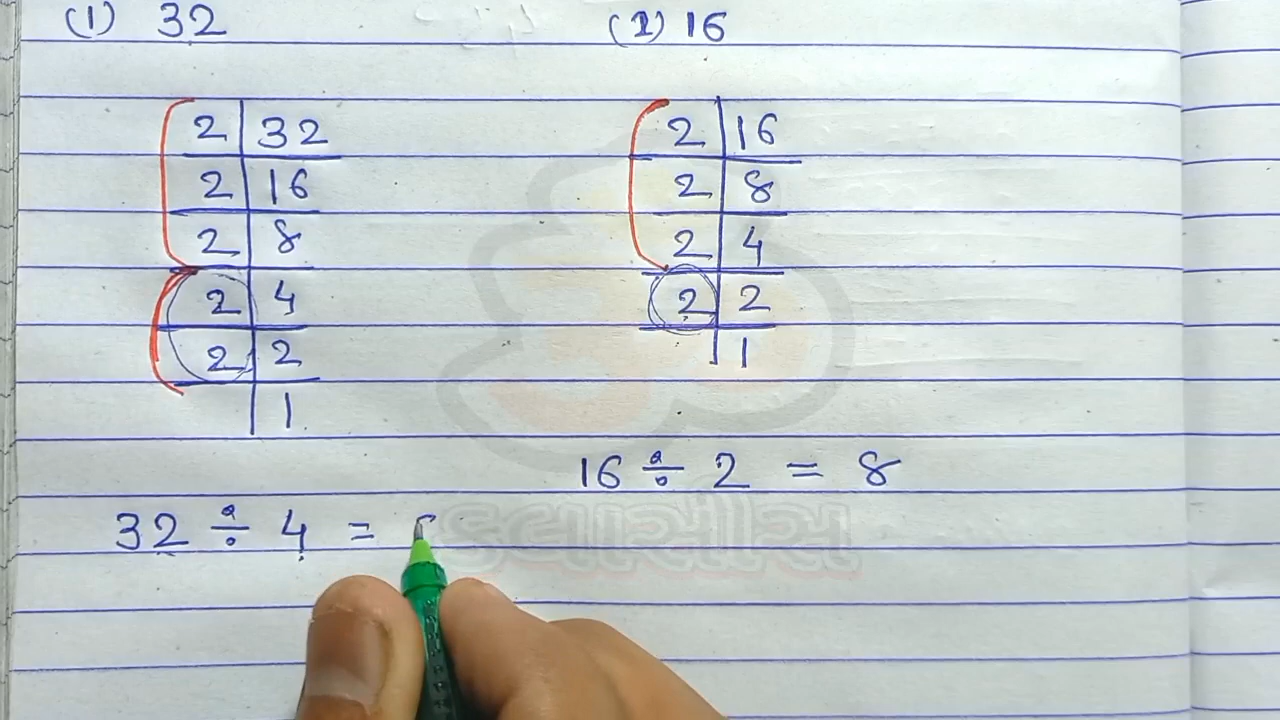 (1) 32
(2) 16
2 | 32
2 | 16
2 | 8
2 | 4
2 | 2
1
2 | 16
2 | 8
2 | 4
2 | 2
1
16 ÷ 2 = 8
32 ÷ 4 =